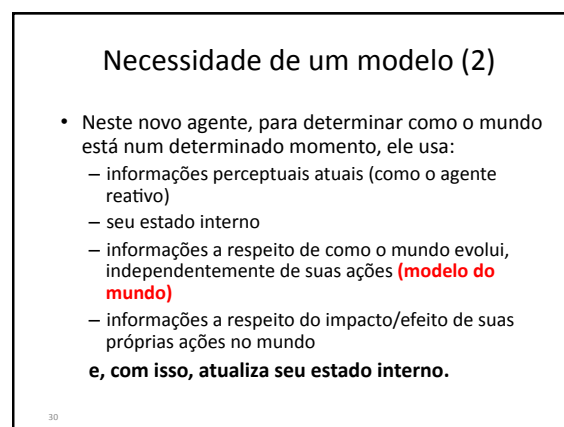 Necessidade de um modelo (2)
• Neste novo agente, para determinar como o mundo
está num determinado momento, ele usa:
– informações perceptuais atuais (como o agente
reativo)
– seu estado interno
– informações a respeito de como o mundo evolui,
independentemente de suas ações (modelo do
mundo)
– informações a respeito do impacto/efeito de suas
próprias ações no mundo
e, com isso, atualiza seu estado interno.
30